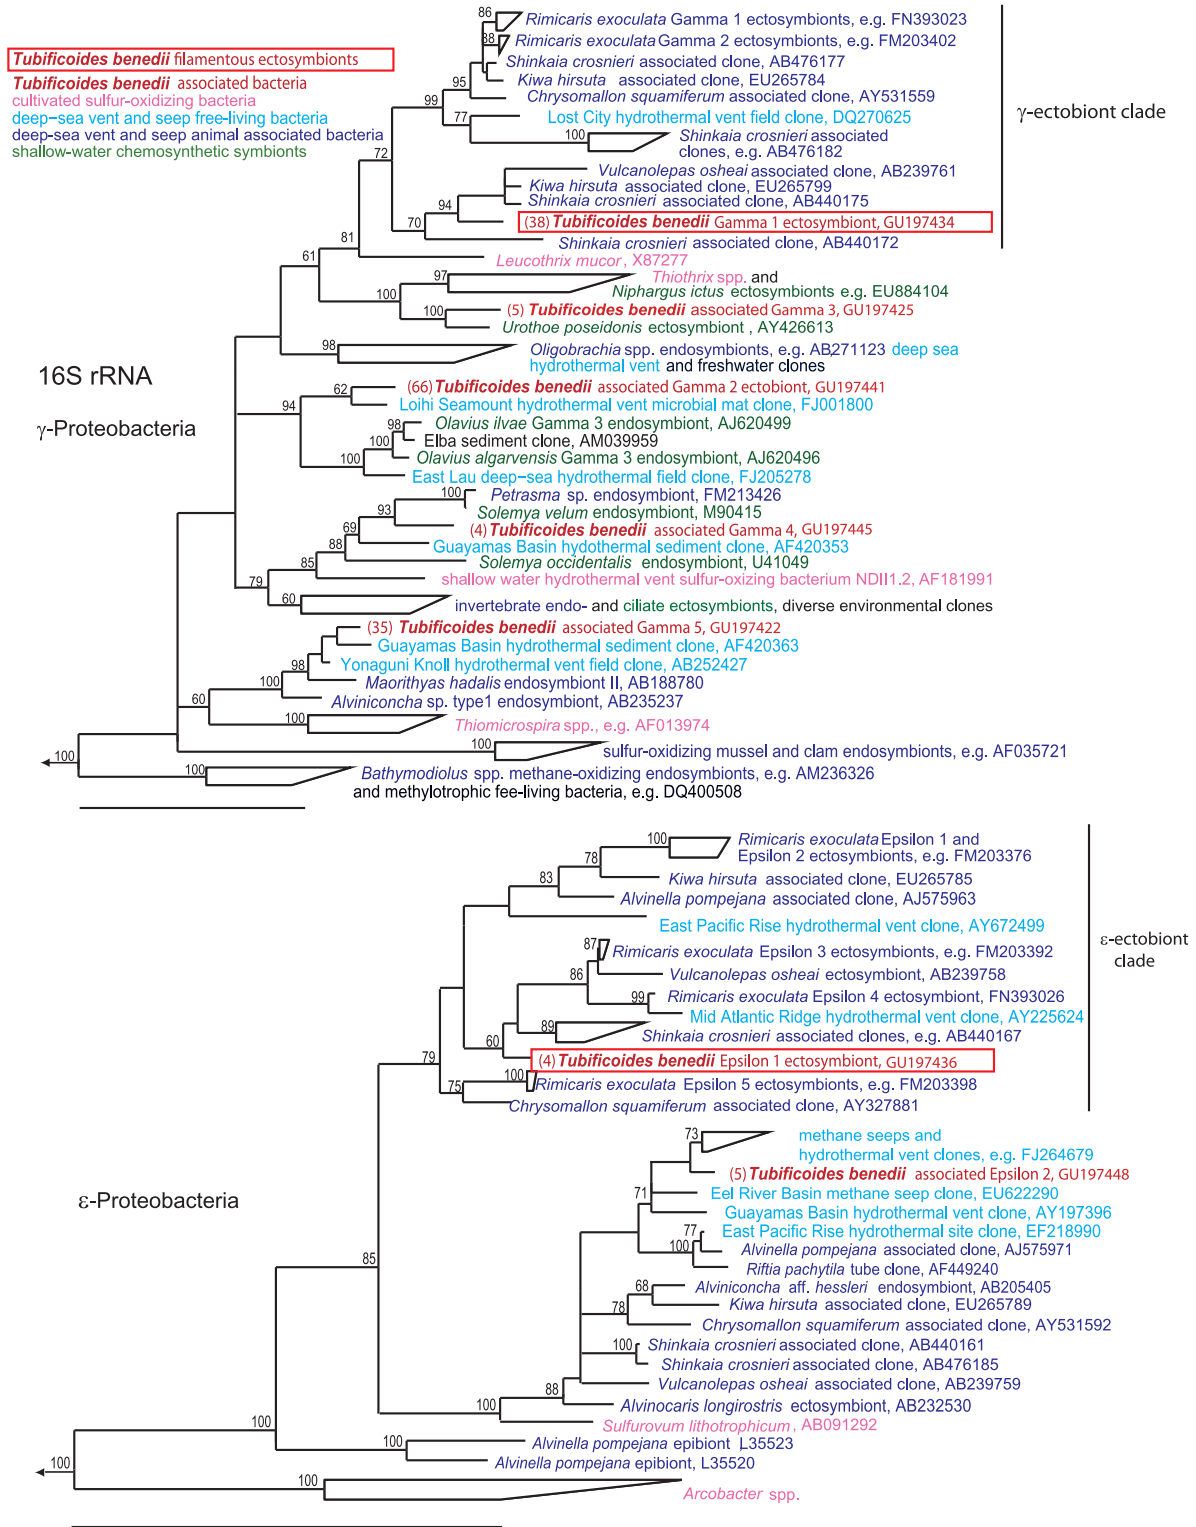 Tubificoides benedii filamentous ectosymbionts
Tubificoides benedii associated bacteria
cultivated sulfur-oxidizing bacteria
deep-sea vent and seep free-living bacteria
deep-sea vent and seep animal associated bacteria
shallow-water chemosynthetic symbionts
16S rRNA
γ-Proteobacteria
86
Rimicaris exoculata Gamma 1 ectosymbionts, e.g. FN393023
88
Rimicaris exoculata Gamma 2 ectosymbionts, e.g. FM203402
Shinkaia crosnieri associated clone, AB476177
95
Kiwa hirsuta associated clone, EU265784
Chrysomallon squamiferum associated clone, AY531559
99
77
Lost City hydrothermal vent field clone, DQ270625
γ-ectobiont clade
100
Shinkaia crosnieri associated
clones, e.g. AB476182
72
Vulcanolepas osheai associated clone, AB239761
Kiwa hirsuta associated clone, EU265799
Shinkaia crosnieri associated clone, AB440175
94
70
(38) Tubificoides benedii Gamma 1 ectosymbiont, GU197434
Shinkaia crosnieri associated clone, AB440172
81
61
Leucothrix mucor, X87277
97
Thiothrix spp. and
Niphargus ictus ectosymbionts e.g. EU884104
100
100
(5) Tubificoides benedii associated Gamma 3, GU197425
Urothoe poseidonis ectosymbiont , AY426613
98
Oligobrachia spp. endosymbionts, e.g. AB271123 deep sea
hydrothermal vent and freshwater clones
62
(66) Tubificoides benedii associated Gamma 2 ectobiont, GU197441
94
Loihi Seamount hydrothermal vent microbial mat clone, FJ001800
98
Olavius ilvae Gamma 3 endosymbiont, AJ620499
100
Elba sediment clone, AM039959
100
Olavius algarvensis Gamma 3 endosymbiont, AJ620496
East Lau deep-sea hydrothermal field clone, FJ205278
100
Petrasma sp. endosymbiont, FM213426
93
Solemya velum endosymbiont, M90415
69
(4) Tubificoides benedii associated Gamma 4, GU197445
88
Guayamas Basin hydothermal sediment clone, AF420353
85
Solemya occidentalis endosymbiont, U41049
79
shallow water hydrothermal vent sulfur-oxizing bacterium NDII1.2, AF181991
60
invertebrate endo- and ciliate ectosymbionts, diverse environmental clones
(35) Tubificoides benedii associated Gamma 5, GU197422
Guayamas Basin hydrothermal sediment clone, AF420363
98
Yonaguni Knoll hydrothermal vent field clone, AB252427
100
Maorithyas hadalis endosymbiont II, AB188780
60
Alviniconcha sp. type1 endosymbiont, AB235237
100
Thiomicrospira spp., e.g. AF013974
100
100
sulfur-oxidizing mussel and clam endosymbionts, e.g. AF035721
100
Bathymodiolus spp. methane-oxidizing endosymbionts, e.g. AM236326
and methylotrophic fee-living bacteria, e.g. DQ400508
ε-Proteobacteria
100
Rimicaris exoculata Epsilon 1 and
Epsilon 2 ectosymbionts, e.g. FM203376
78
83
Kiwa hirsuta associated clone, EU265785
Alvinella pompejana associated clone, AJ575963
East Pacific Rise hydrothermal vent clone, AY672499
ε-ectobiont
clade
87
Rimicaris exoculata Epsilon 3 ectosymbionts, e.g. FM203392
86
Vulcanolepas osheai ectosymbiont, AB239758
99
Rimicaris exoculata Epsilon 4 ectosymbiont, FN393026
Mid Atlantic Ridge hydrothermal vent clone, AY225624
89
Shinkaia crosnieri associated clones, e.g. AB440167
60
79
(4) Tubificoides benedii Epsilon 1 ectosymbiont, GU197436
100
75
Rimicaris exoculata Epsilon 5 ectosymbionts, e.g. FM203398
Chrysomallon squamiferum associated clone, AY327881
73
methane seeps and
hydrothermal vent clones, e.g. FJ264679
(5) Tubificoides benedii associated Epsilon 2, GU197448
71
Eel River Basin methane seep clone, EU622290
Guayamas Basin hydrothermal vent clone, AY197396
77
East Pacific Rise hydrothermal site clone, EF218990
100
Alvinella pompejana associated clone, AJ575971
85
Riftia pachytila tube clone, AF449240
68
Alviniconcha aff. hessleri endosymbiont, AB205405
78
Kiwa hirsuta associated clone, EU265789
Chrysomallon squamiferum associated clone, AY531592
100
Shinkaia crosnieri associated clone, AB440161
Shinkaia crosnieri associated clone, AB476185
88
Vulcanolepas osheai associated clone, AB239759
100
Alvinocaris longirostris ectosymbiont, AB232530
Sulfurovum lithotrophicum, AB091292
100
100
Alvinella pompejana epibiont L35523
Alvinella pompejana epibiont, L35520
100
100
Arcobacter spp.